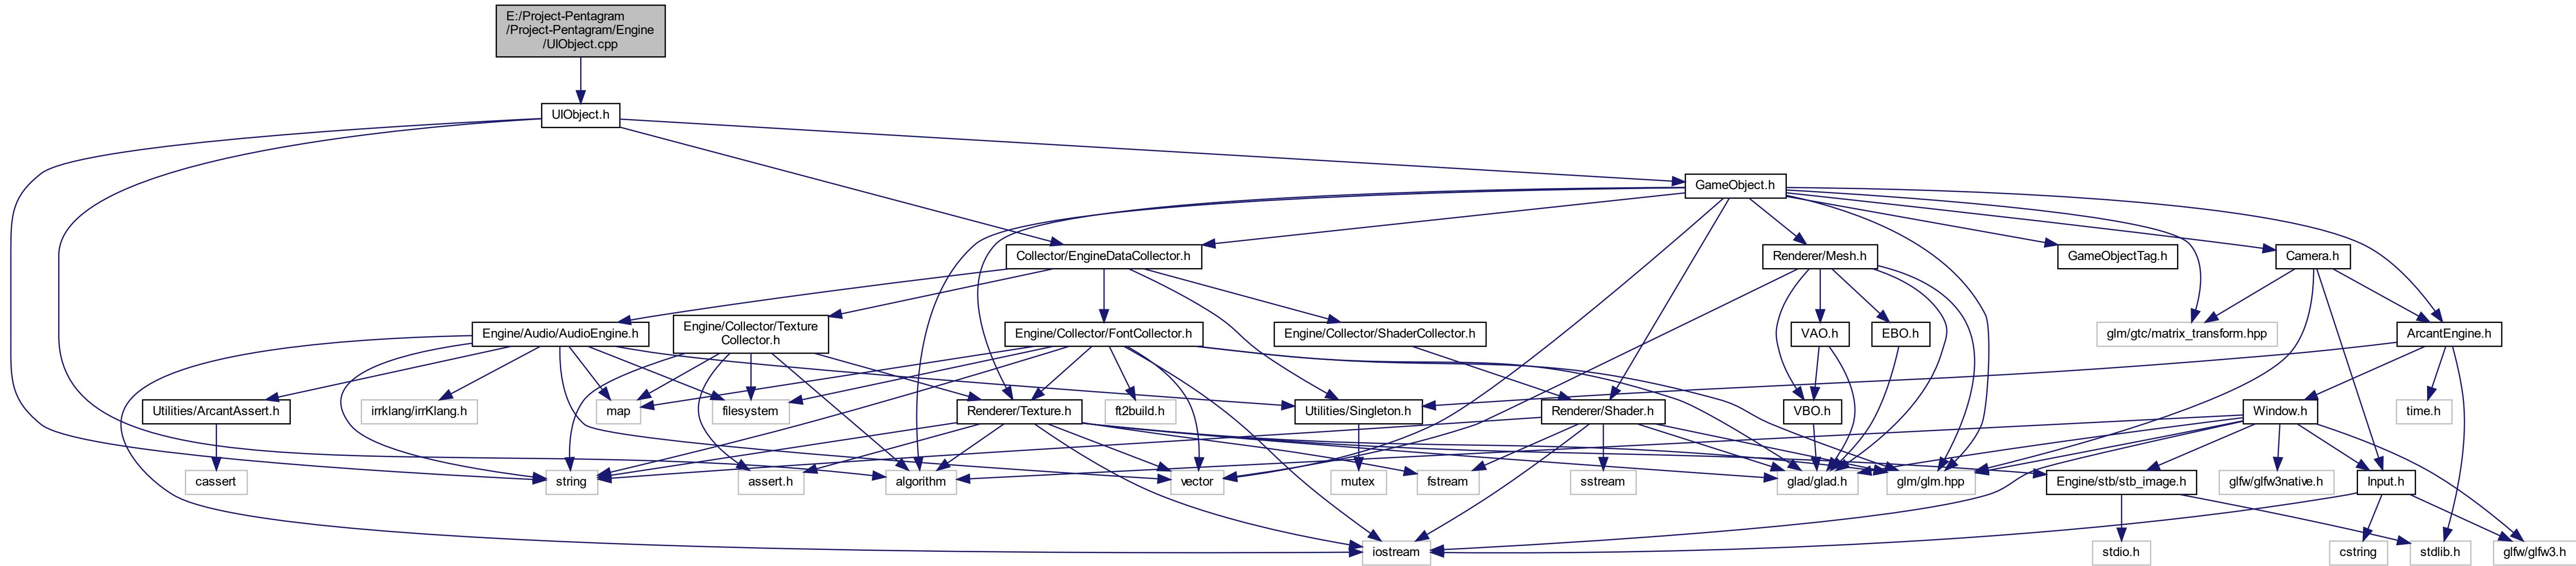 E:/Project-Pentagram
/Project-Pentagram/Engine
/UIObject.cpp
UIObject.h
GameObject.h
Collector/EngineDataCollector.h
Renderer/Mesh.h
GameObjectTag.h
Camera.h
Engine/Audio/AudioEngine.h
Engine/Collector/Texture
Collector.h
Engine/Collector/FontCollector.h
Engine/Collector/ShaderCollector.h
VAO.h
EBO.h
glm/gtc/matrix_transform.hpp
ArcantEngine.h
Utilities/ArcantAssert.h
irrklang/irrKlang.h
map
filesystem
Renderer/Texture.h
ft2build.h
Utilities/Singleton.h
Renderer/Shader.h
VBO.h
Window.h
time.h
cassert
string
assert.h
algorithm
vector
mutex
fstream
sstream
glad/glad.h
glm/glm.hpp
Engine/stb/stb_image.h
glfw/glfw3native.h
Input.h
iostream
stdio.h
cstring
stdlib.h
glfw/glfw3.h